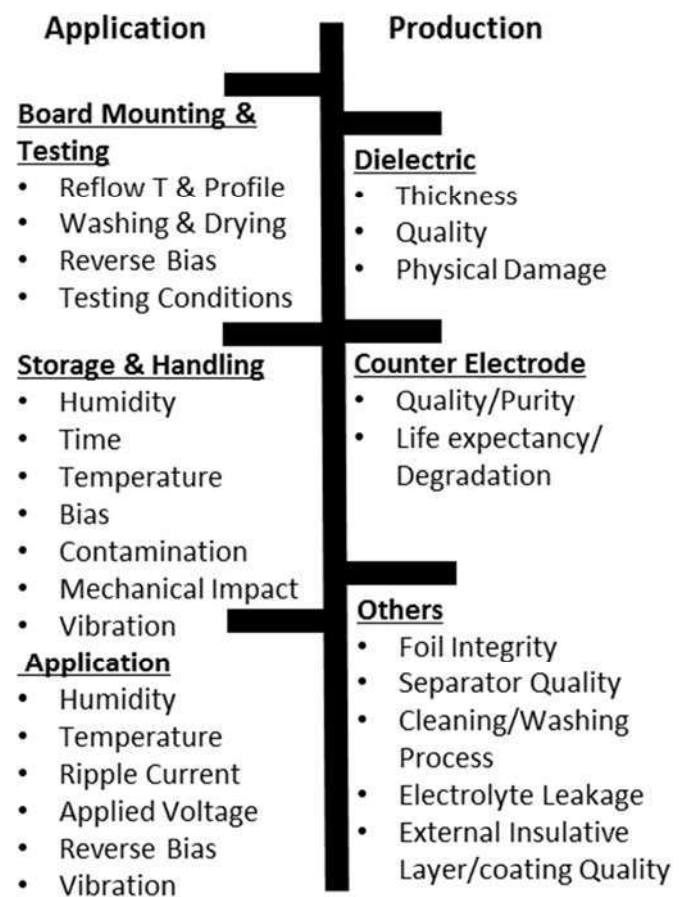 Application
Board Mounting &
Testing
• Reflow T & Profile
• Washing & Drying
• Reverse Bias
• Testing Conditions
Storage & Handling
• Humidity
• Time
• Temperature
• Bias
• Contamination
• Mechanical Impact
• Vibration
Application
• Humidity
• Temperature
• Ripple Current
• Applied Voltage
• Reverse Bias
• Vibration
Production
Dielectric
• Thickness
• Quality
• Physical Damage
Counter Electrode
• Quality/Purity
• Life expectancy/
Degradation
Others
• Foil Integrity
• Separator Quality
• Cleaning/Washing
Process
• Electrolyte Leakage
• External Insulative
Layer/coating Quality